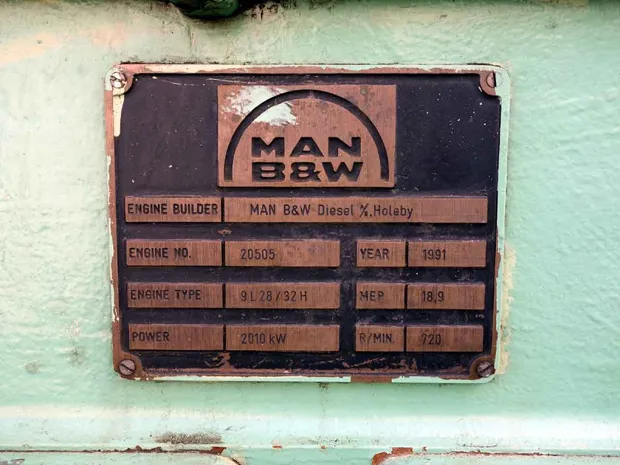 MAN
B&W
ENGINE BUILDER MAN B&W Diesel A/S, Holeby
ENGINE NO. 20505 YEAR 1991
ENGINE TYPE 9L28/32H MEP 18,9
POWER 2010 kW R/MIN. 720